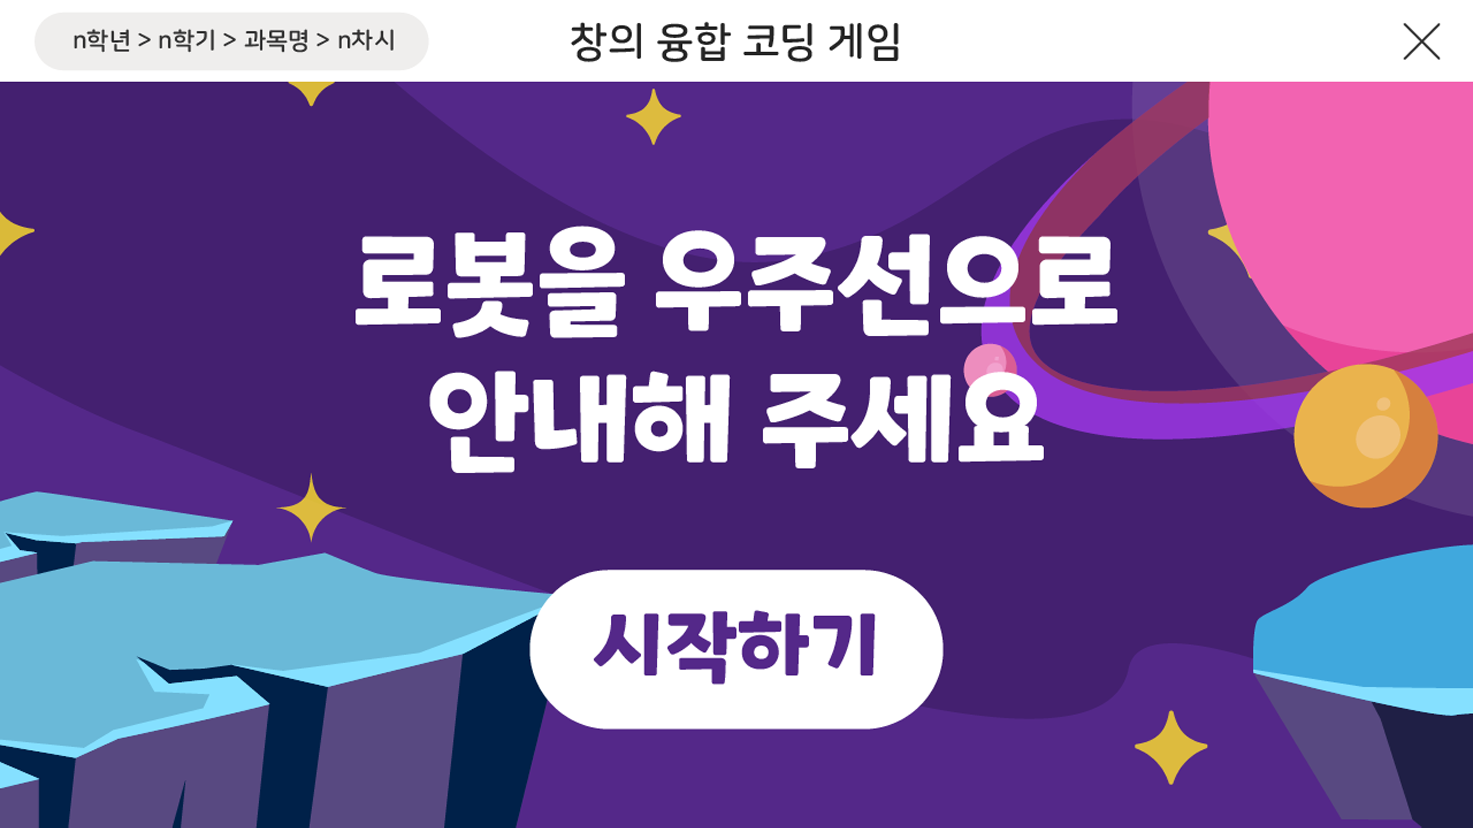 n학년 > n학기 > 과목명 > n차시
창의 융합 코딩 게임
로봇을 우주선으로
안내해 주세요
시작하기